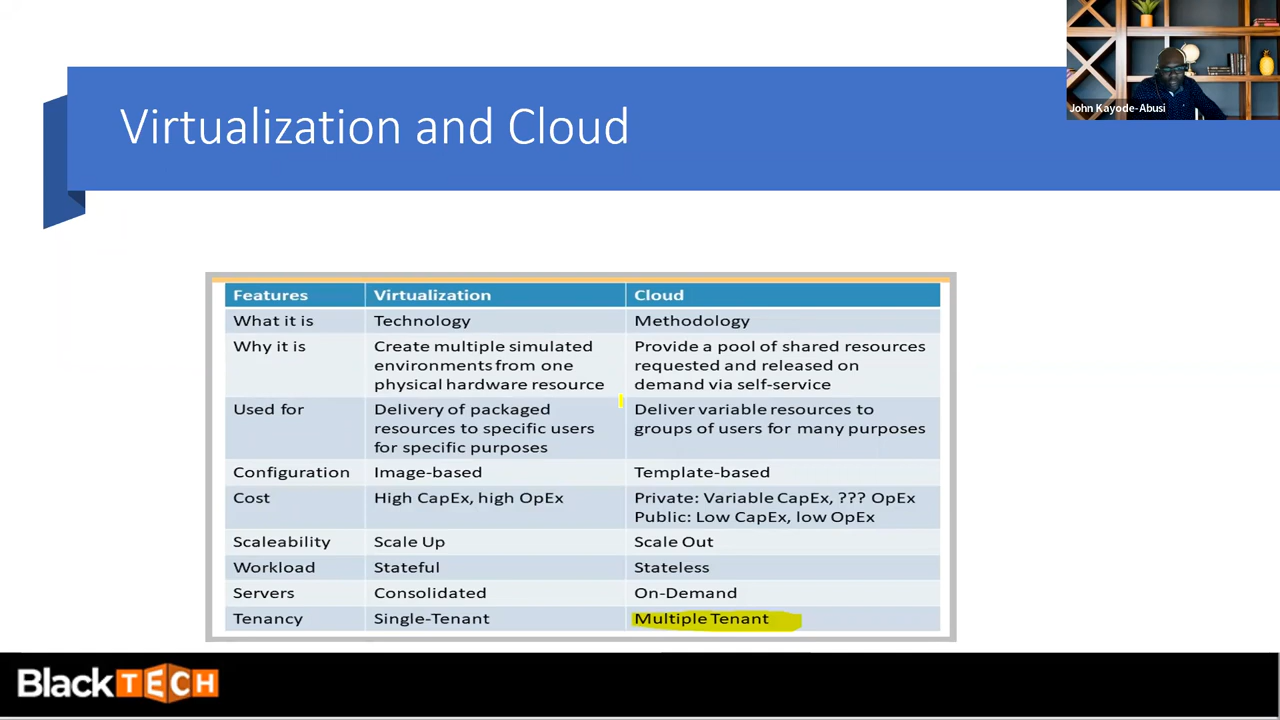 John Kayode-Abusi
Virtualization and Cloud
Features Virtualization Cloud
What it is Technology Methodology
Why it is Create multiple simulated Provide a pool of shared resources
environments from one requested and released on
physical hardware resource demand via self-service
Used for Delivery of packaged Deliver variable resources to
resources to specific users groups of users for many purposes
for specific purposes
Configuration Image-based Template-based
Cost High CapEx, high OpEx Private: Variable CapEx, ??? OpEx
Public: Low CapEx, low OpEx
Scaleability Scale Up Scale Out
Workload Stateful Stateless
Servers Consolidated On-Demand
Tenancy Single-Tenant Multiple Tenant
BlackTECH